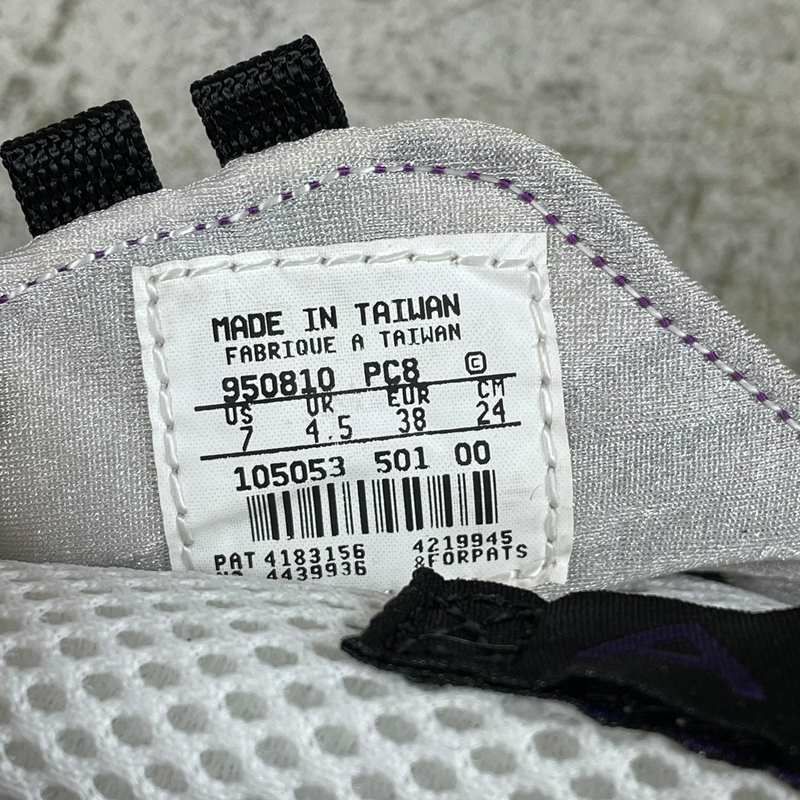 MADE IN TAIWAN
FABRIQUE A TAIWAN
950810 PC8 ©
US UK EUR CM
7 4.5 38 24
105053 501 00
PAT 4183156 4219945
NO. 4439936 &FORPATS